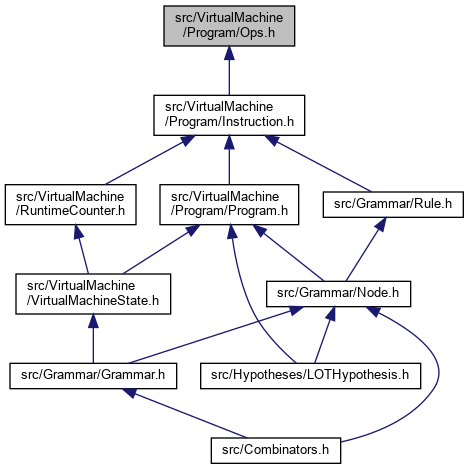 src/VirtualMachine
/Program/Ops.h
src/VirtualMachine
/Program/Instruction.h
src/VirtualMachine
/RuntimeCounter.h
src/VirtualMachine
/Program/Program.h
src/Grammar/Rule.h
src/VirtualMachine
/VirtualMachineState.h
src/Grammar/Node.h
src/Grammar/Grammar.h
src/Hypotheses/LOTHypothesis.h
src/Combinators.h